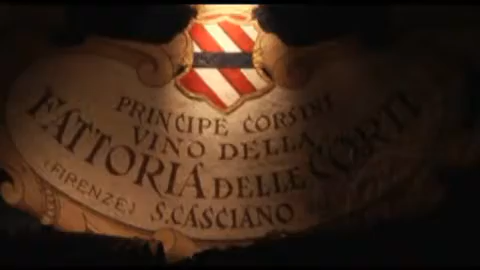 PRINCIPE CORSINI
VINO DELLA
FATTORIA DELLE CORTI
(FIRENZE) S. CASCIANO